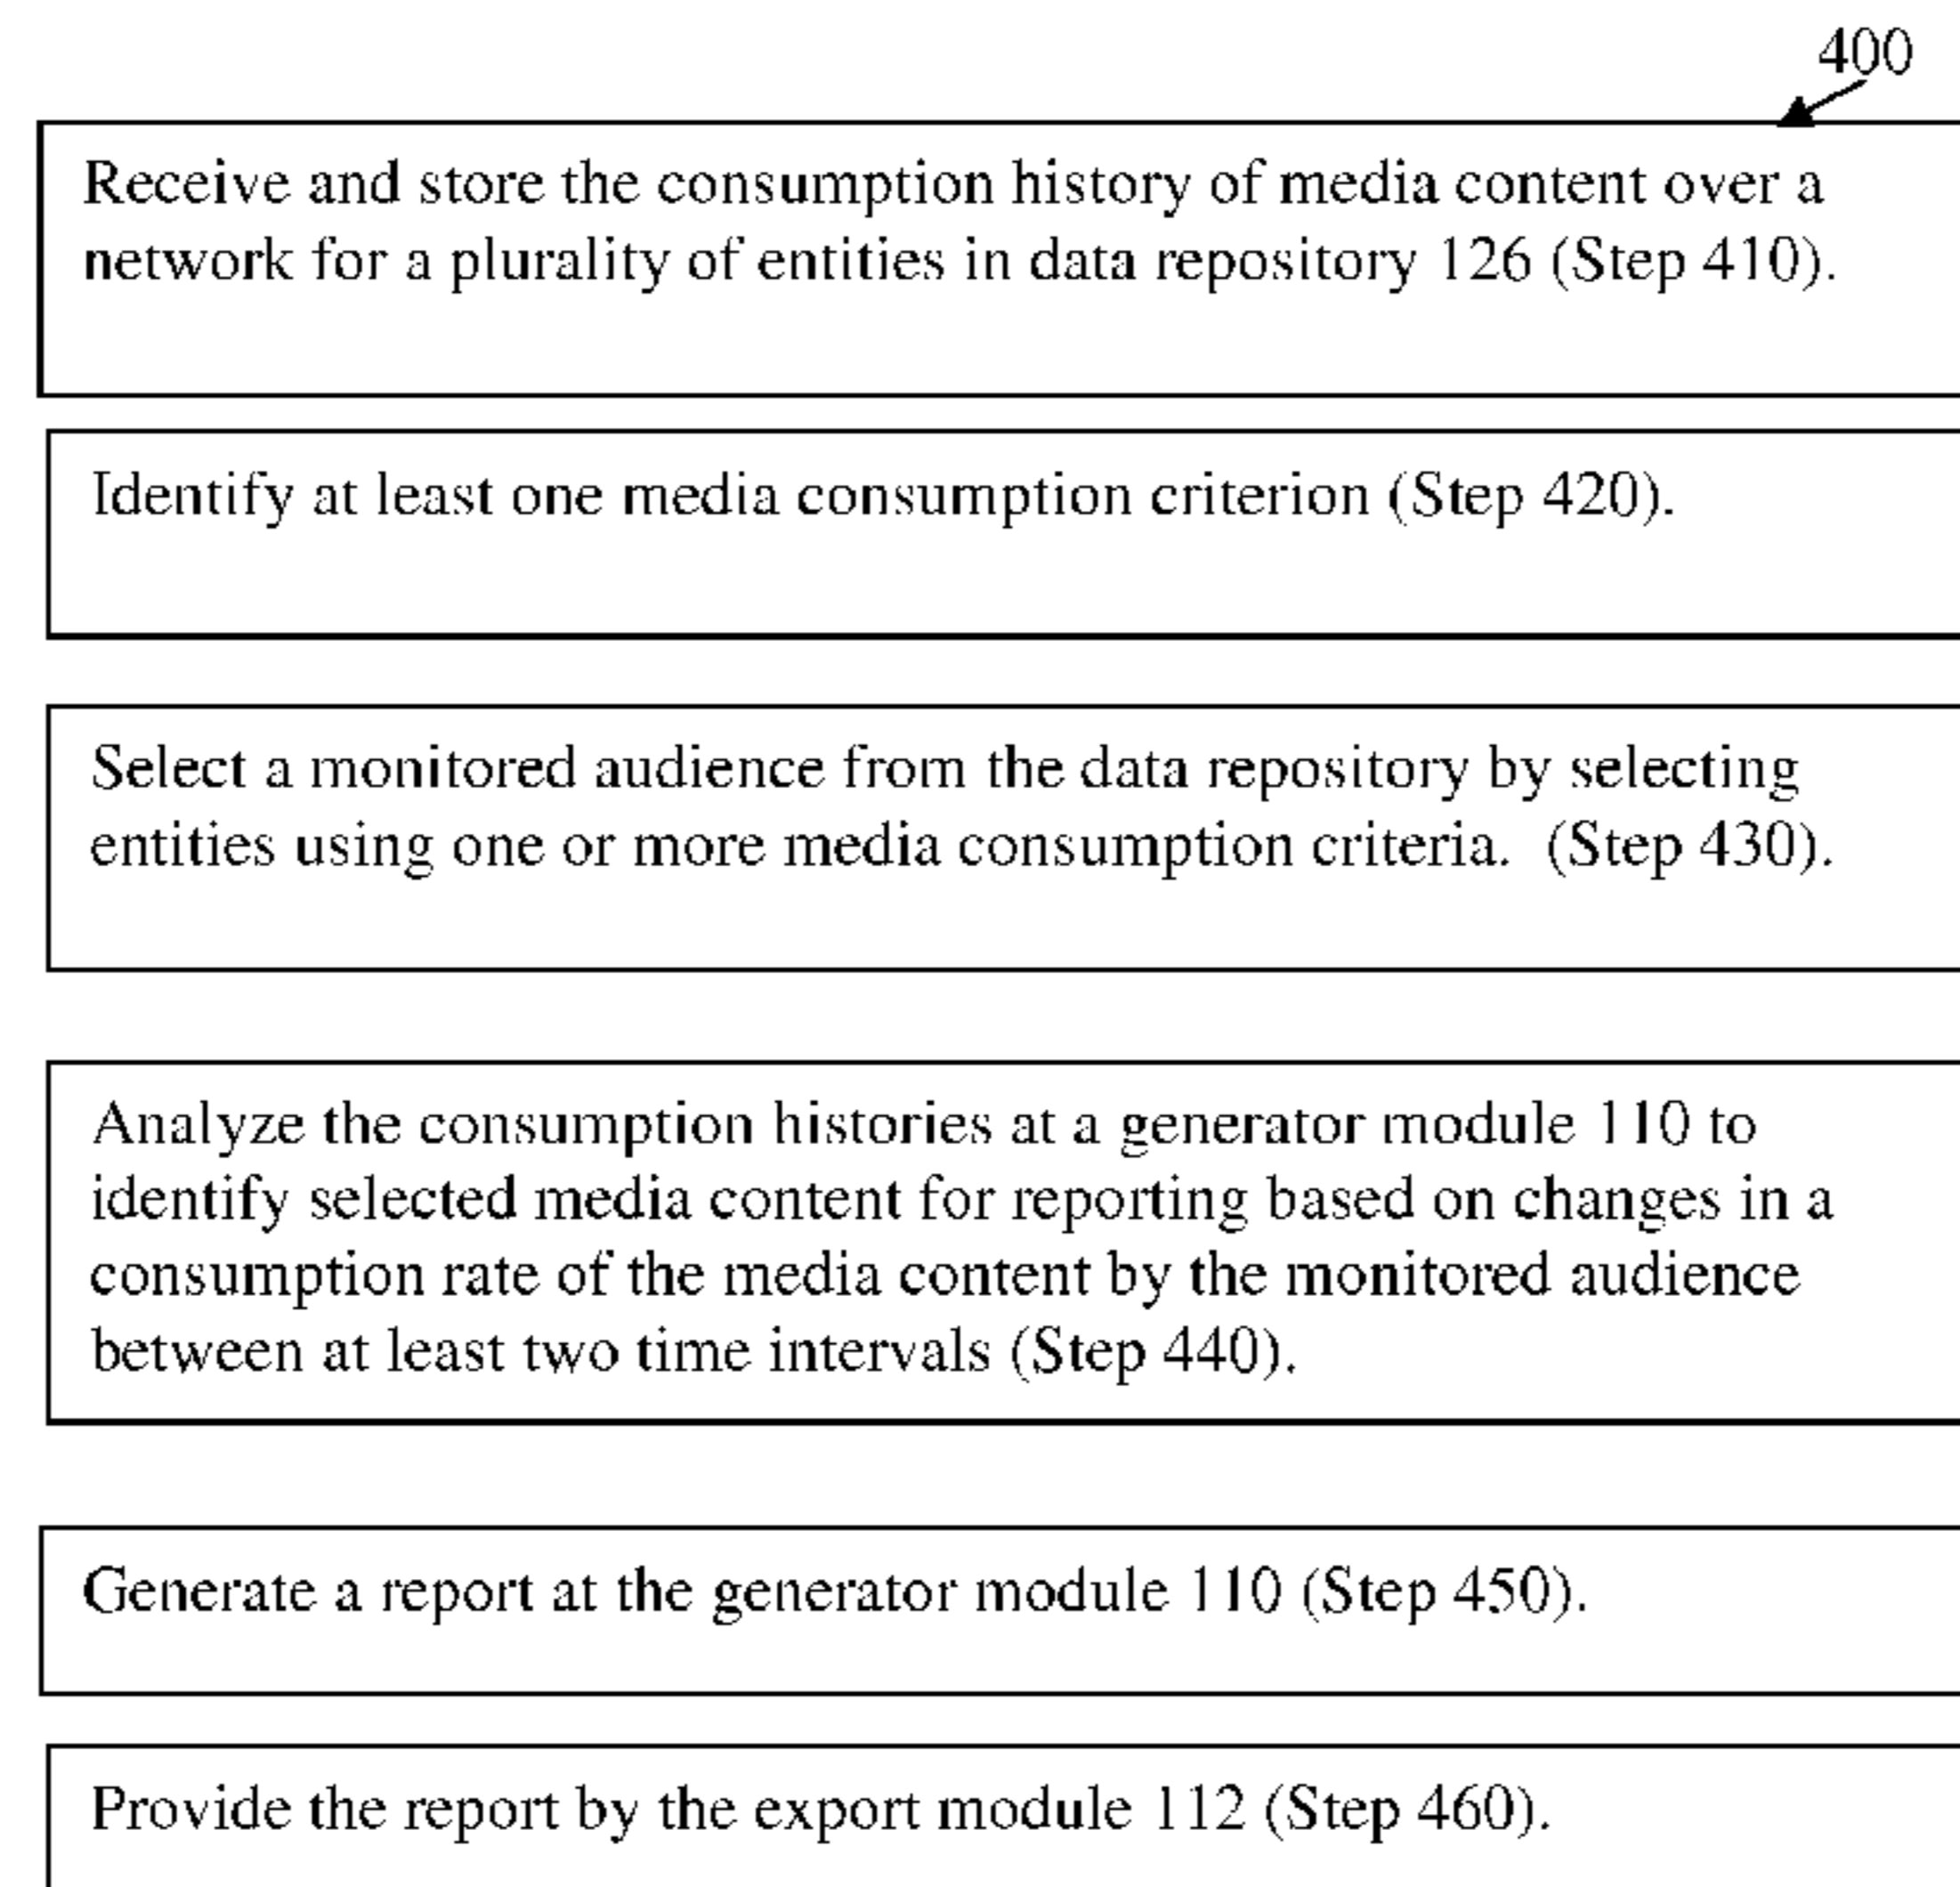 400
Receive and store the consumption history of media content over a
network for a plurality of entities in data repository 126 (Step 410).
Identify at least one media consumption criterion (Step 420).
Select a monitored audience from the data repository by selecting
entities using one or more media consumption criteria.  (Step 430).
Analyze the consumption histories at a generator module 110 to
identify selected media content for reporting based on changes in a
consumption rate of the media content by the monitored audience
between at least two time intervals (Step 440).
Generate a report at the generator module 110 (Step 450).
Provide the report by the export module 112 (Step 460).